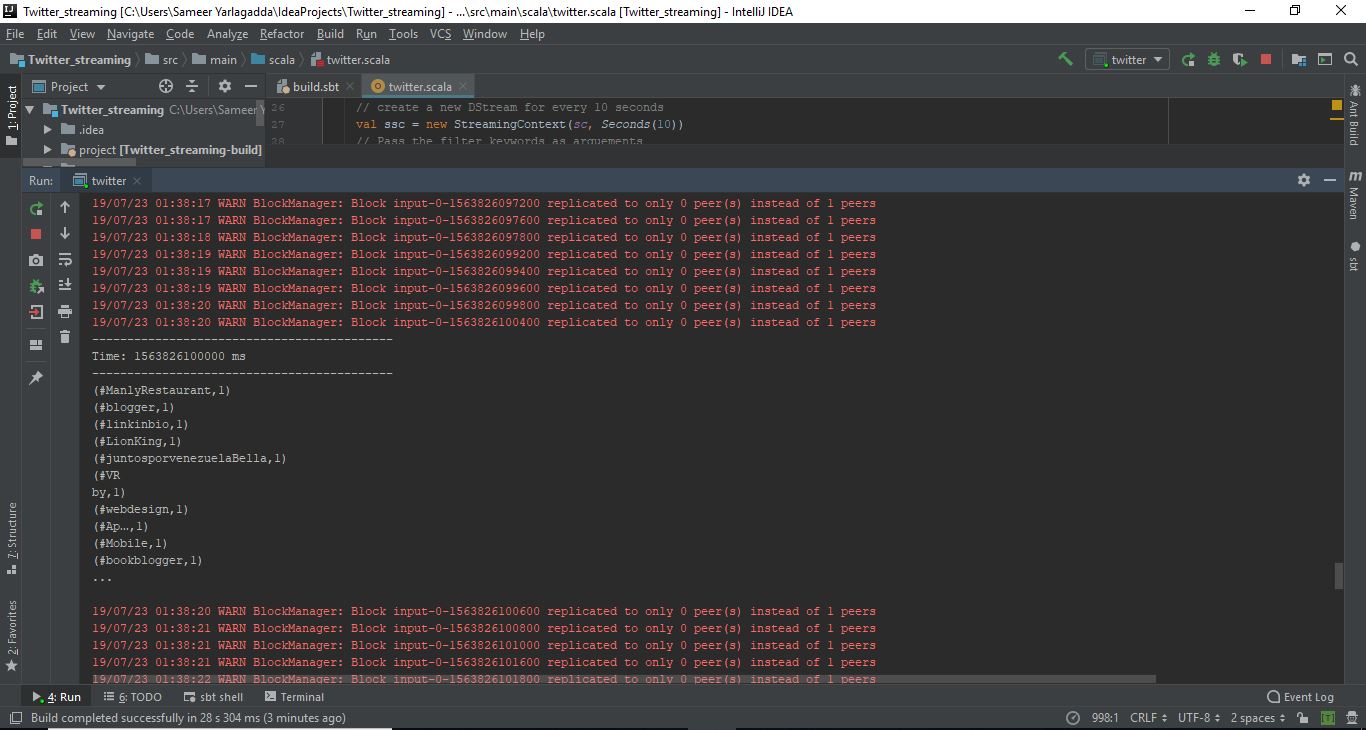 Twitter_streaming [C:\Users\Sameer Yarlagadda\IdeaProjects\Twitter_streaming] - ...\src\main\scala\twitter.scala [Twitter_streaming] - IntelliJ IDEA
File Edit View Navigate Code Analyze Refactor Build Run Tools VCS Window Help
Twitter_streaming src main scala twitter.scala twitter
Project build.sbt twitter.scala
1: Project
Twitter_streaming C:\Users\Sameer Y
.idea
project [Twitter_streaming-build]
26 // create a new DStream for every 10 seconds
27 val ssc = new StreamingContext(sc, Seconds(10))
28 // Pass the filter keywords as arguements
Ant Build
Maven
sbt
Run: twitter
19/07/23 01:38:17 WARN BlockManager: Block input-0-1563826097200 replicated to only 0 peer(s) instead of 1 peers
19/07/23 01:38:17 WARN BlockManager: Block input-0-1563826097600 replicated to only 0 peer(s) instead of 1 peers
19/07/23 01:38:18 WARN BlockManager: Block input-0-1563826097800 replicated to only 0 peer(s) instead of 1 peers
19/07/23 01:38:19 WARN BlockManager: Block input-0-1563826099200 replicated to only 0 peer(s) instead of 1 peers
19/07/23 01:38:19 WARN BlockManager: Block input-0-1563826099400 replicated to only 0 peer(s) instead of 1 peers
19/07/23 01:38:19 WARN BlockManager: Block input-0-1563826099600 replicated to only 0 peer(s) instead of 1 peers
19/07/23 01:38:20 WARN BlockManager: Block input-0-1563826099800 replicated to only 0 peer(s) instead of 1 peers
19/07/23 01:38:20 WARN BlockManager: Block input-0-1563826100400 replicated to only 0 peer(s) instead of 1 peers
-------------------------------------------
Time: 1563826100000 ms
-------------------------------------------
(#ManlyRestaurant,1)
(#blogger,1)
(#linkinbio,1)
(#LionKing,1)
(#juntosporvenezuelaBella,1)
(#VR
by,1)
(#webdesign,1)
(#Ap…,1)
(#Mobile,1)
(#bookblogger,1)
...
19/07/23 01:38:20 WARN BlockManager: Block input-0-1563826100600 replicated to only 0 peer(s) instead of 1 peers
19/07/23 01:38:21 WARN BlockManager: Block input-0-1563826100800 replicated to only 0 peer(s) instead of 1 peers
19/07/23 01:38:21 WARN BlockManager: Block input-0-1563826101000 replicated to only 0 peer(s) instead of 1 peers
19/07/23 01:38:21 WARN BlockManager: Block input-0-1563826101600 replicated to only 0 peer(s) instead of 1 peers
19/07/23 01:38:22 WARN BlockManager: Block input-0-1563826101800 replicated to only 0 peer(s) instead of 1 peers
7: Structure
2: Favorites
4: Run 6: TODO sbt shell Terminal Event Log
Build completed successfully in 28 s 304 ms (3 minutes ago) 998:1 CRLF UTF-8 2 spaces